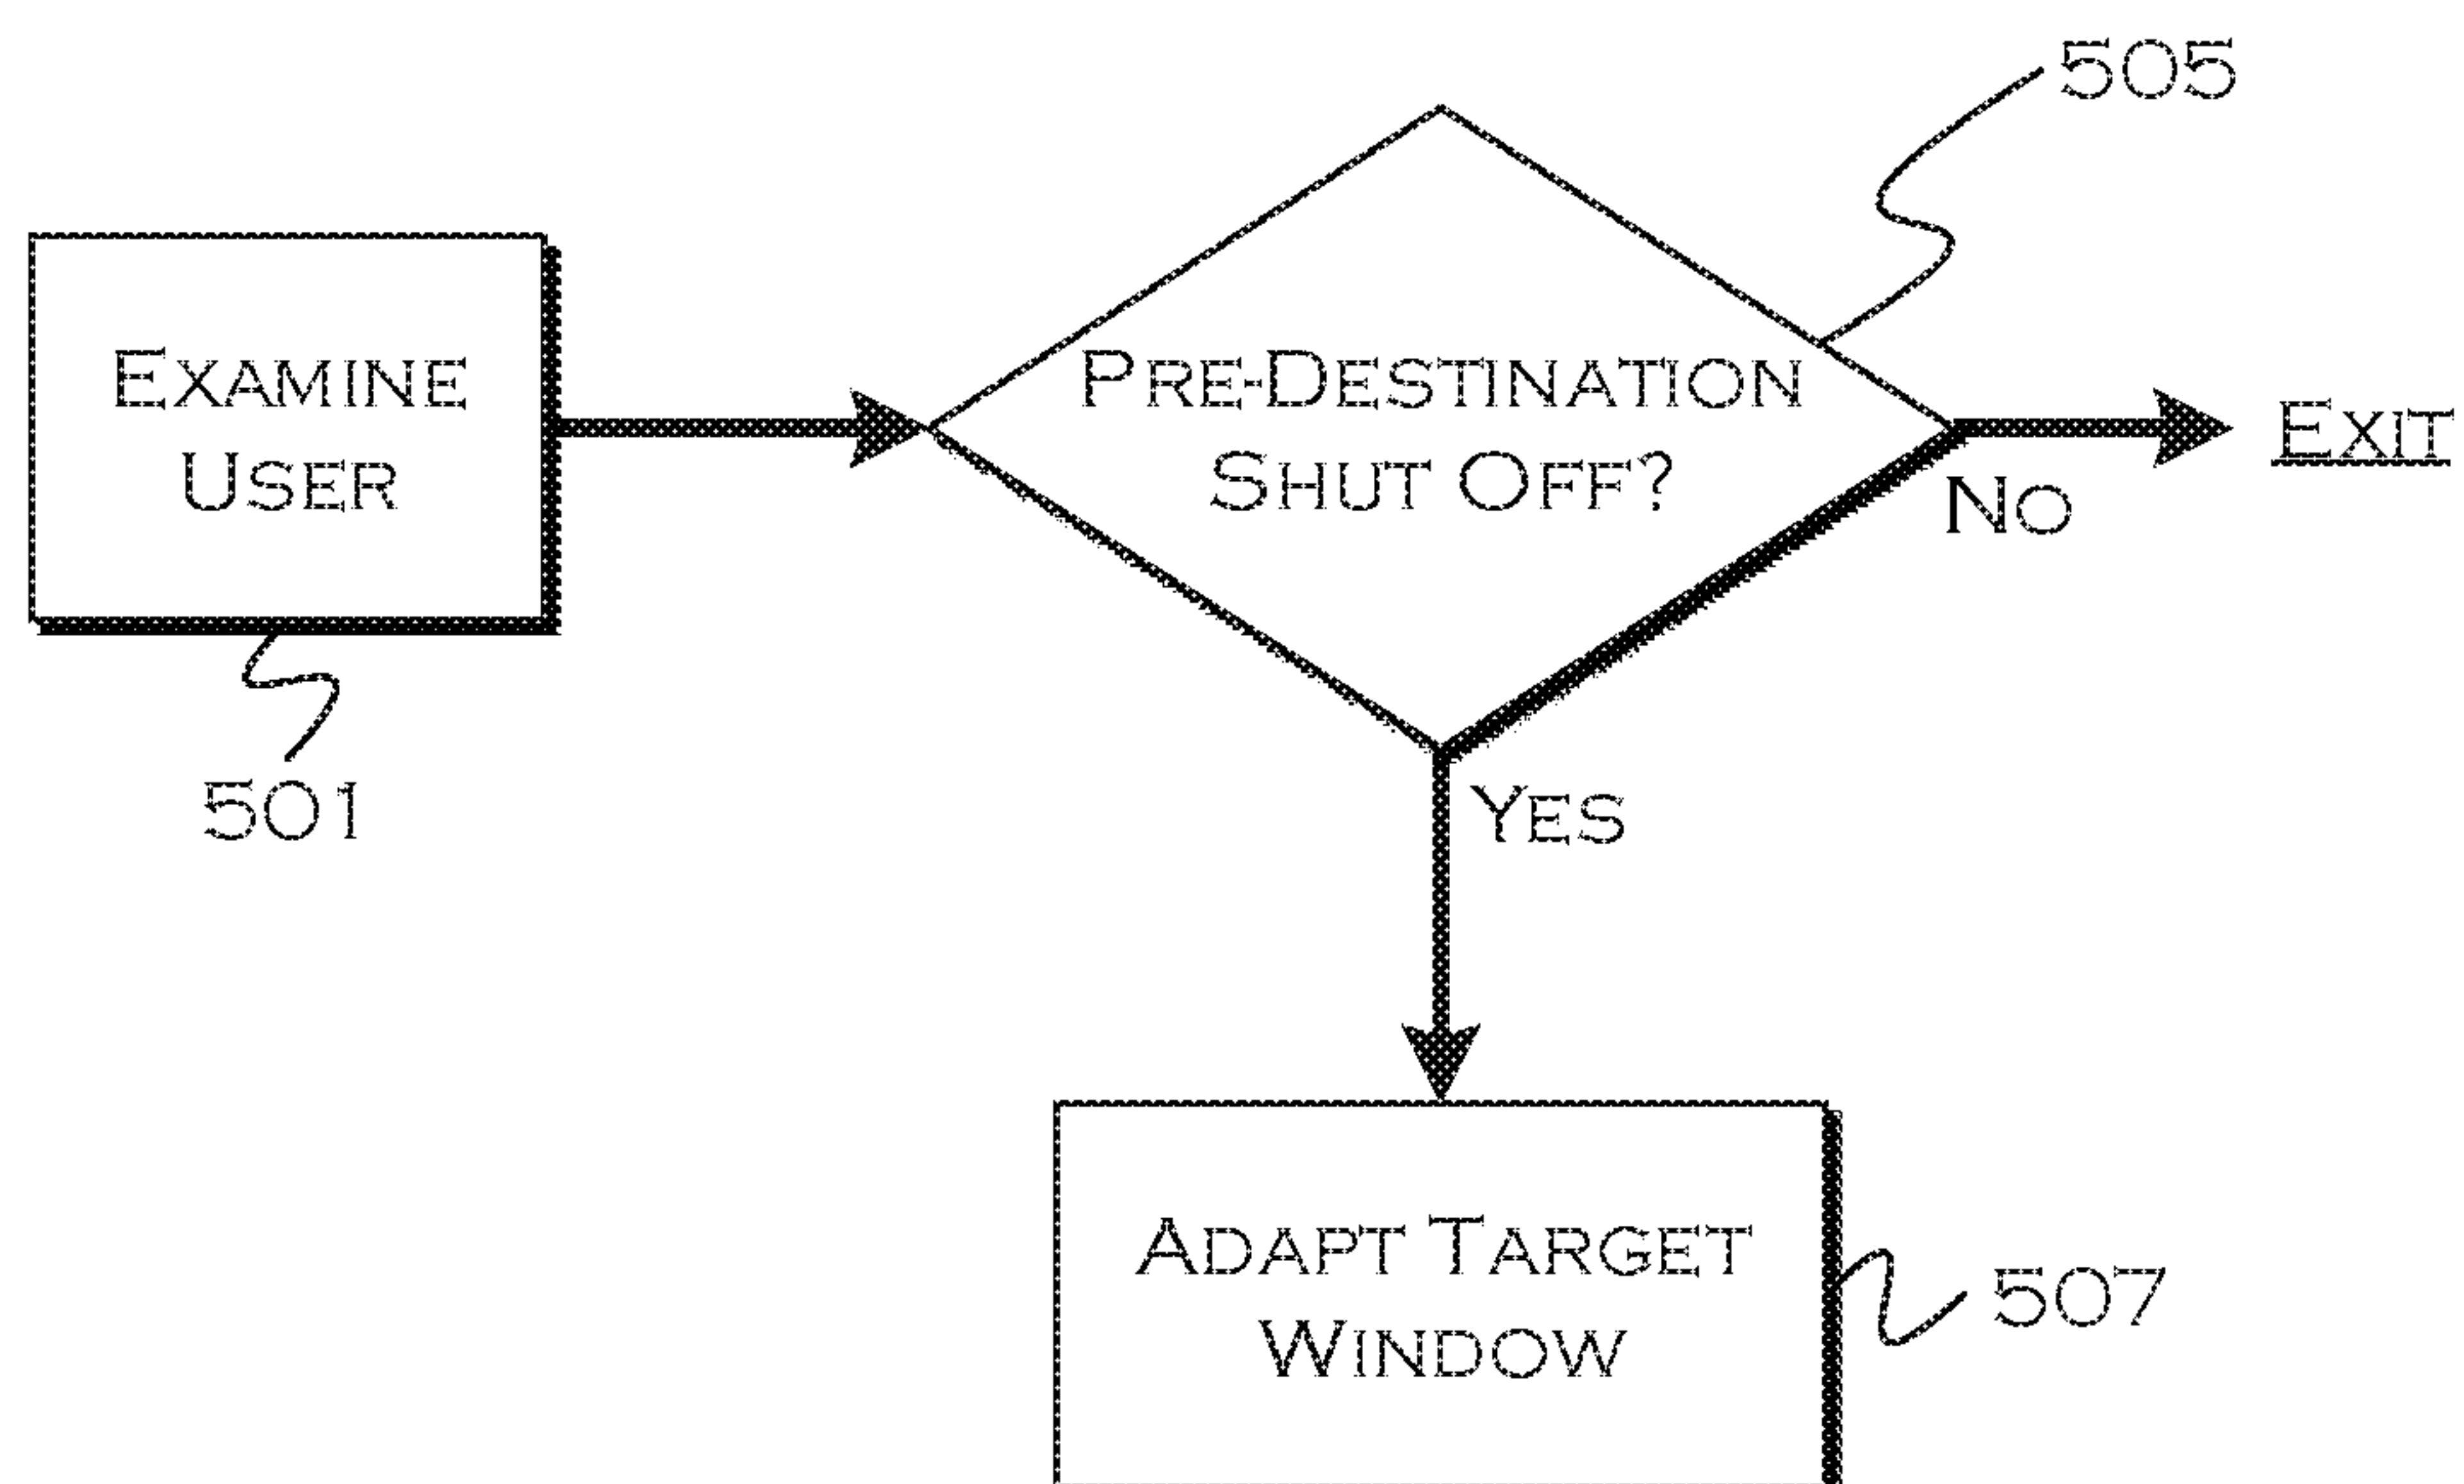 505
EXAMINE
USER
PRE-DESTINATION
SHUT OFF?
EXIT
NO
501
YES
ADAPT TARGET
WINDOW
507